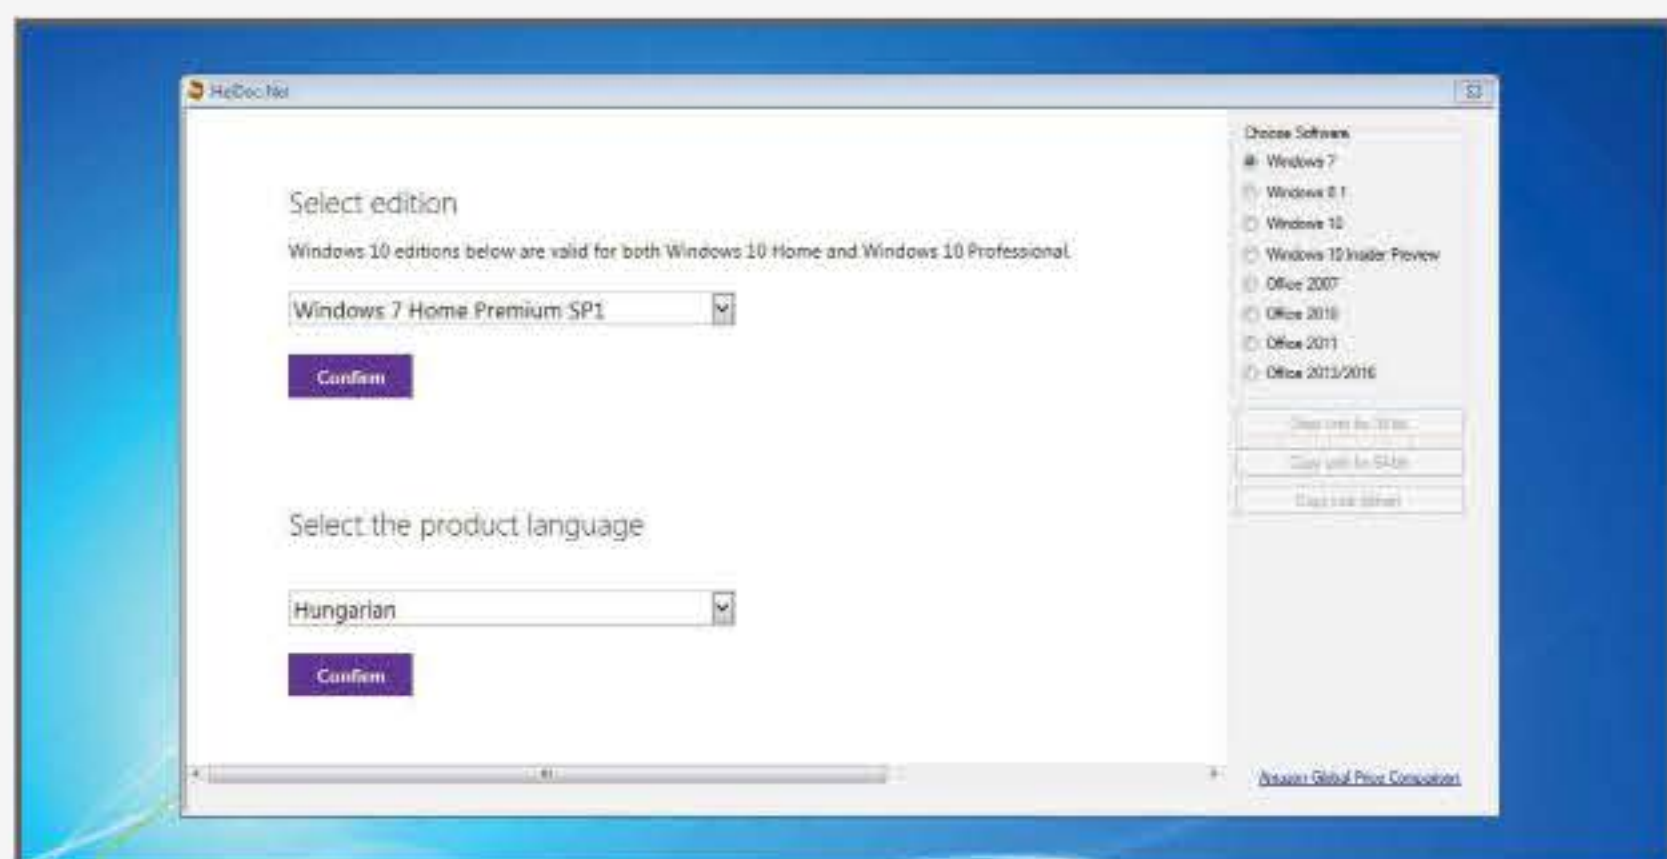 HeiDoc.Net
Select edition
Windows 10 editions below are valid for both Windows 10 Home and Windows 10 Professional.
Windows 7 Home Premium SP1
Confirm
Select the product language
Hungarian
Confirm
Choose Software
Windows 7
Windows 8.1
Windows 10
Windows 10 Insider Preview
Office 2007
Office 2010
Office 2011
Office 2013/2016
Amazon Global Price Comparison